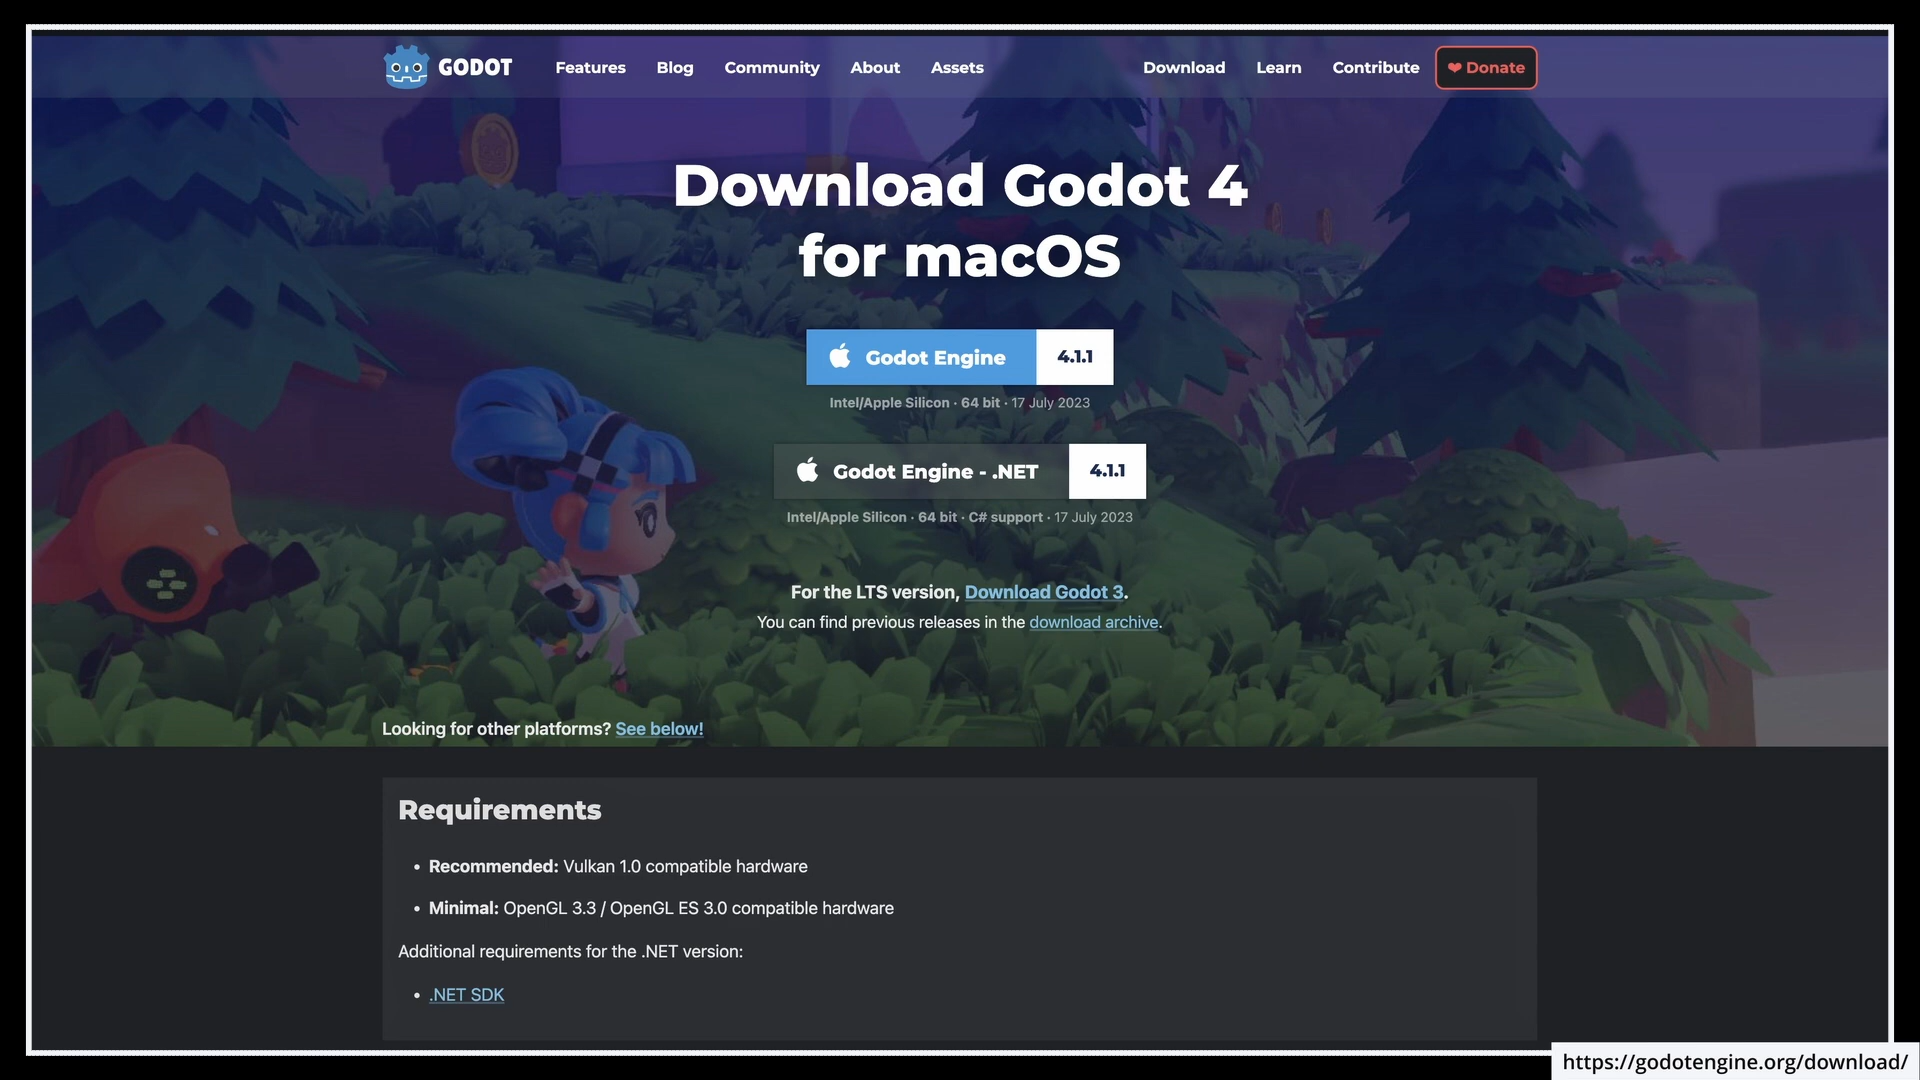 GODOT Features Blog Community About Assets Download Learn Contribute ❤ Donate
Download Godot 4
for macOS
Godot Engine 4.1.1
Intel/Apple Silicon · 64 bit · 17 July 2023
Godot Engine - .NET 4.1.1
Intel/Apple Silicon · 64 bit · C# support · 17 July 2023
For the LTS version, Download Godot 3.
You can find previous releases in the download archive.
Looking for other platforms? See below!
Requirements
• Recommended: Vulkan 1.0 compatible hardware
• Minimal: OpenGL 3.3 / OpenGL ES 3.0 compatible hardware
Additional requirements for the .NET version:
• .NET SDK
https://godotengine.org/download/